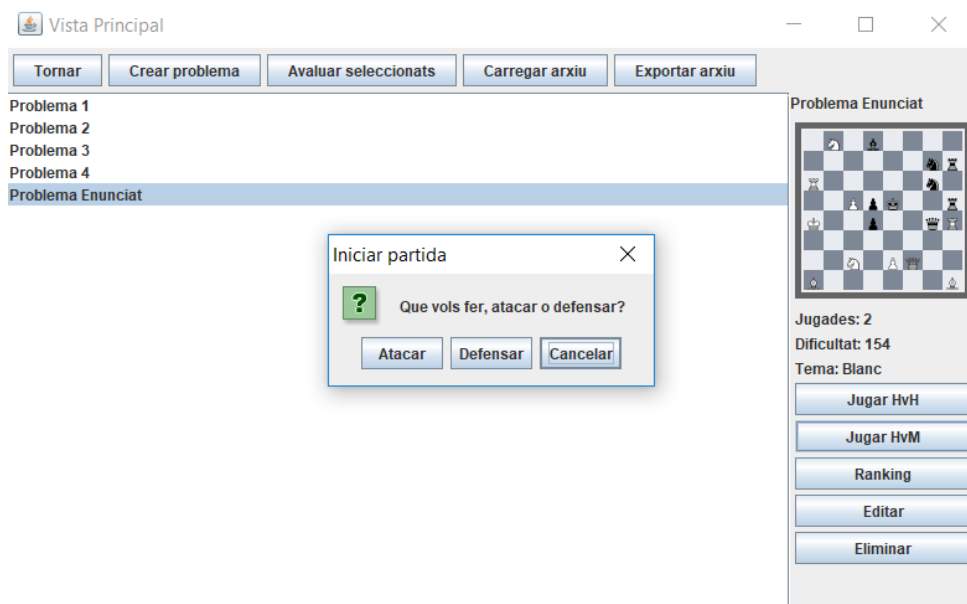 Vista Principal
Tornar Crear problema Avaluar seleccionats Carregar arxiu Exportar arxiu
Problema 1
Problema 2
Problema 3
Problema 4
Problema Enunciat
Iniciar partida
?
Que vols fer, atacar o defensar?
Atacar Defensar Cancelar
Problema Enunciat
Jugades: 2
Dificultat: 154
Tema: Blanc
Jugar HvH
Jugar HvM
Ranking
Editar
Eliminar